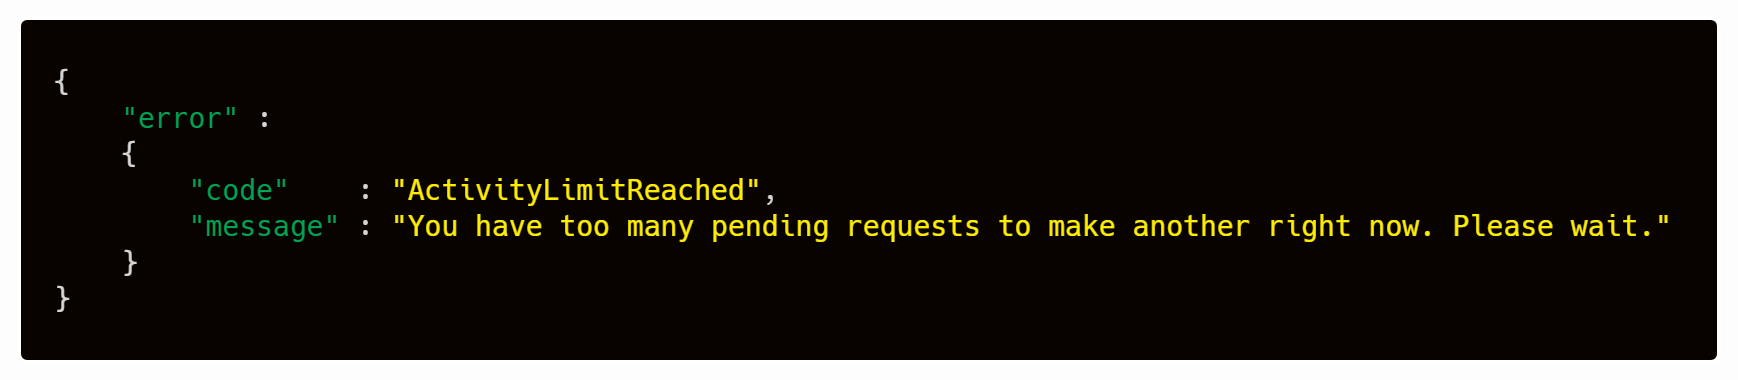 {
    "error" :
    {
        "code"    : "ActivityLimitReached",
        "message" : "You have too many pending requests to make another right now. Please wait."
    }
}